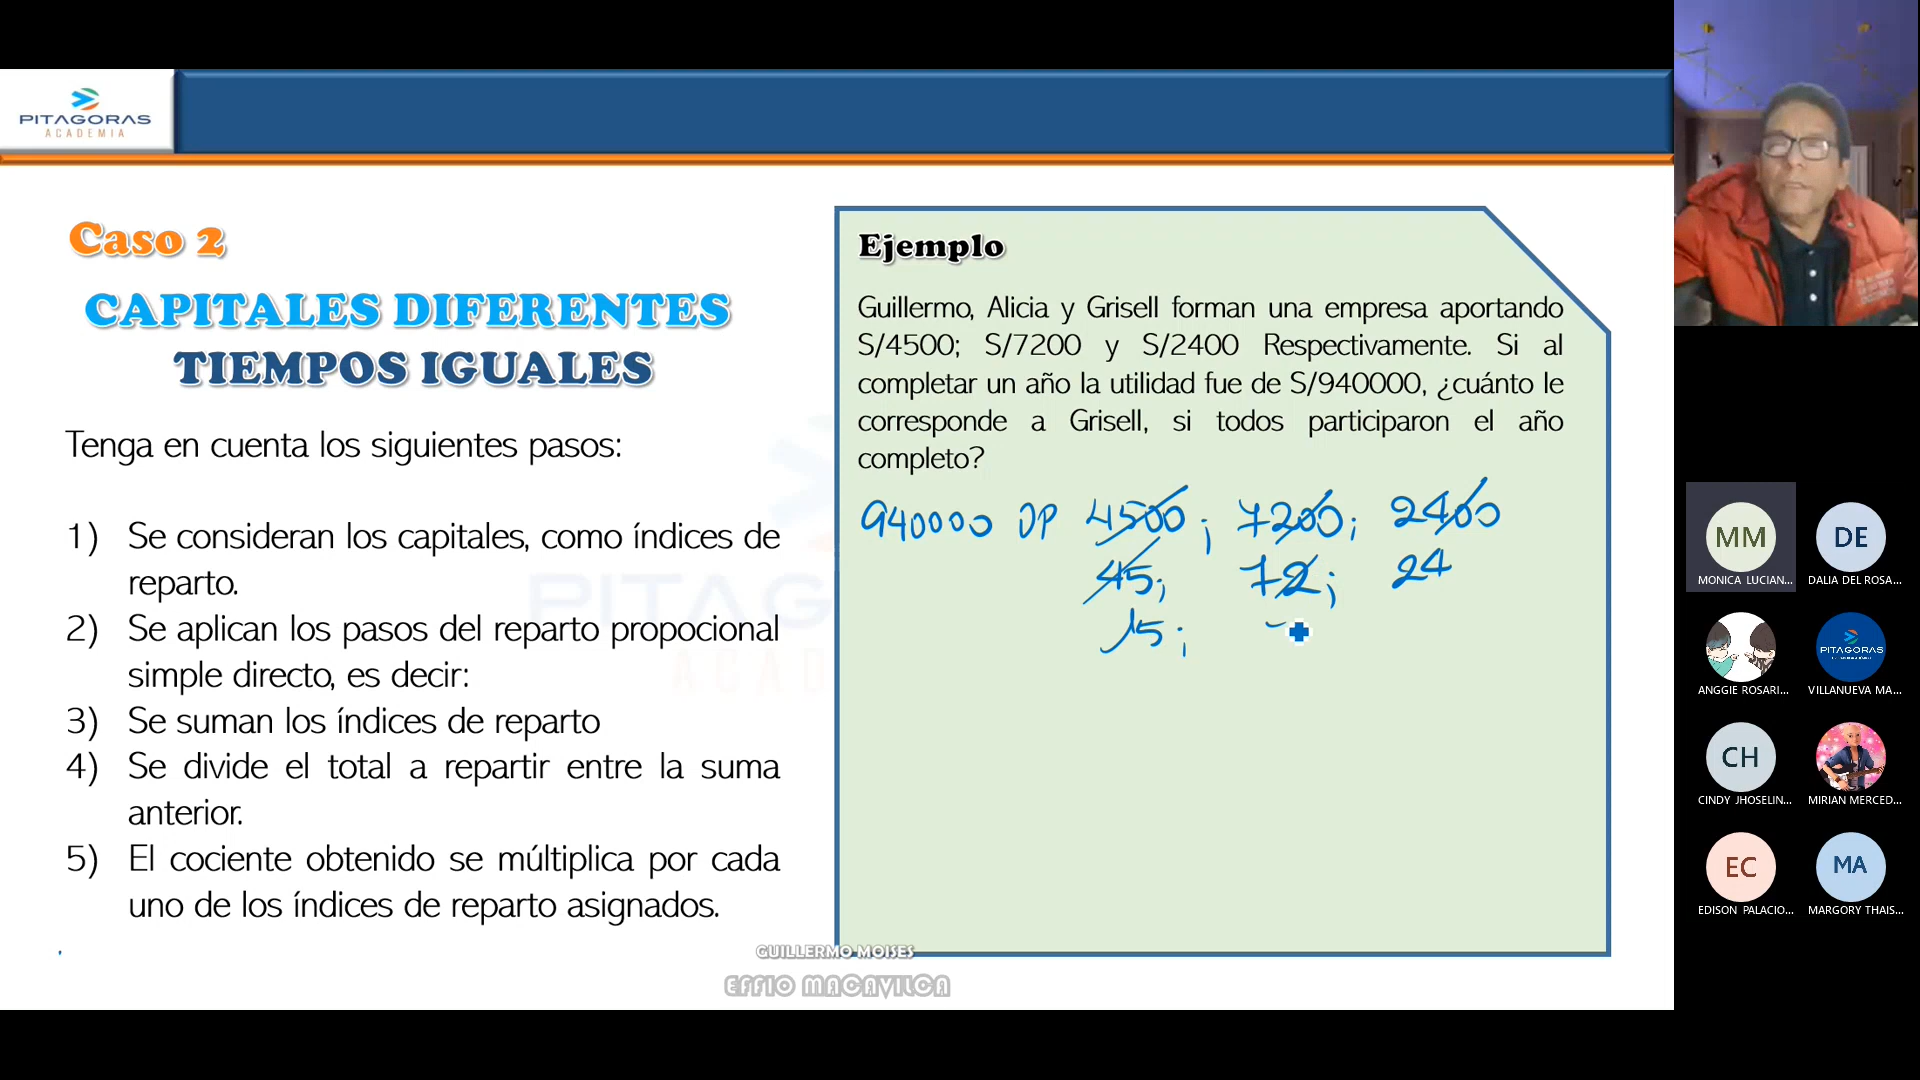 PITAGORAS
ACADEMIA
Caso 2
CAPITALES DIFERENTES
TIEMPOS IGUALES
Tenga en cuenta los siguientes pasos:
1) Se consideran los capitales, como índices de
reparto.
2) Se aplican los pasos del reparto propocional
simple directo, es decir:
3) Se suman los índices de reparto
4) Se divide el total a repartir entre la suma
anterior.
5) El cociente obtenido se múltiplica por cada
uno de los índices de reparto asignados.
Ejemplo
Guillermo, Alicia y Grisell forman una empresa aportando
S/4500; S/7200 y S/2400 Respectivamente. Si al
completar un año la utilidad fue de S/940000, ¿cuánto le
corresponde a Grisell, si todos participaron el año
completo?
940000 DP 4500; 7200; 2400
45; 72; 24
15;
GUILLERMO MOISES
EFFIO MACAVILCA
MM
MONICA LUCIAN...
DE
DALIA DEL ROSA...
ANGGIE ROSARI...
PITAGORAS
VILLANUEVA MA...
CH
CINDY JHOSELIN...
MIRIAN MERCED...
EC
EDISON PALACIO...
MA
MARGORY THAIS...